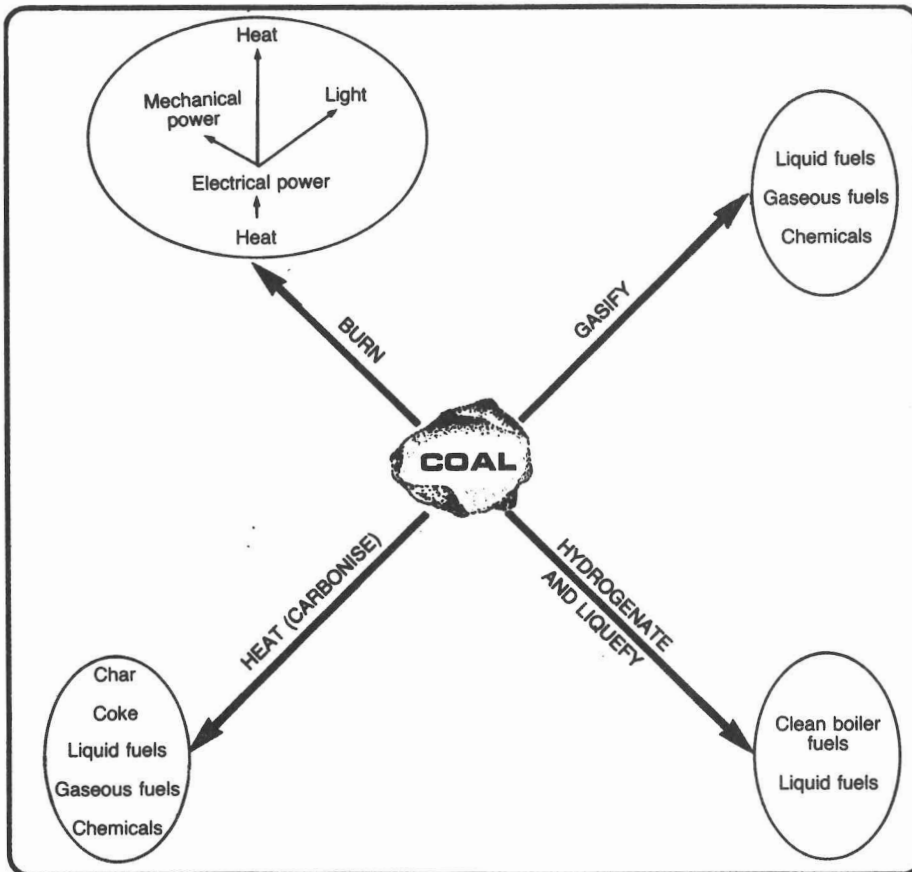 Heat
Mechanical
power
Light
Electrical power
Heat
BURN
Liquid fuels
Gaseous fuels
Chemicals
GASIFY
COAL
HEAT (CARBONISE)
Char
Coke
Liquid fuels
Gaseous fuels
Chemicals
HYDROGENATE
AND LIQUEFY
Clean boiler
fuels
Liquid fuels